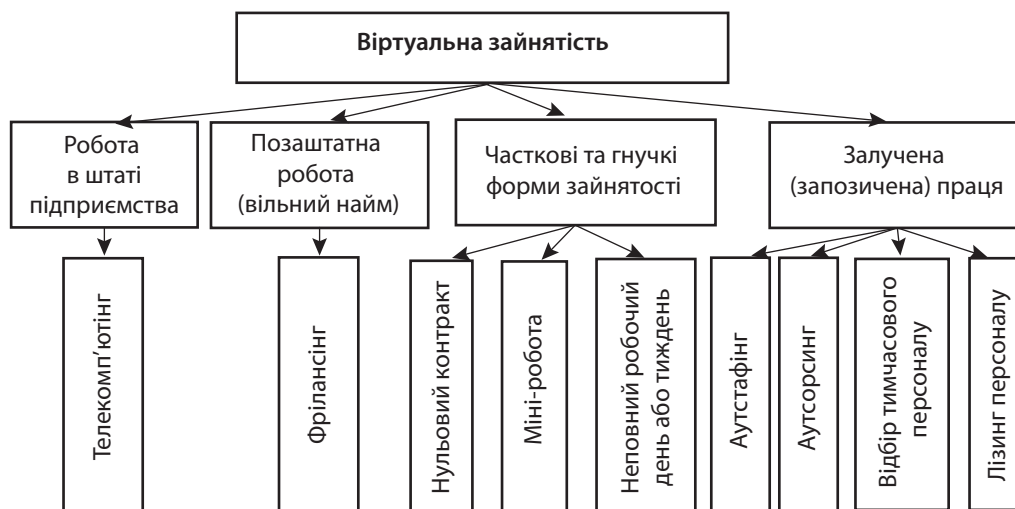 Віртуальна зайнятість
Робота
в штаті
підприємства
Позаштатна
робота
(вільний найм)
Часткові та гнучкі
форми зайнятості
Залучена
(запозичена) праця
Телекомп’ютінг
Фрілансінг
Нульовий контракт
Міні-робота
Неповний робочий
день або тиждень
Аутстафінг
Аутсорсинг
Відбір тимчасового
персоналу
Лізинг персоналу